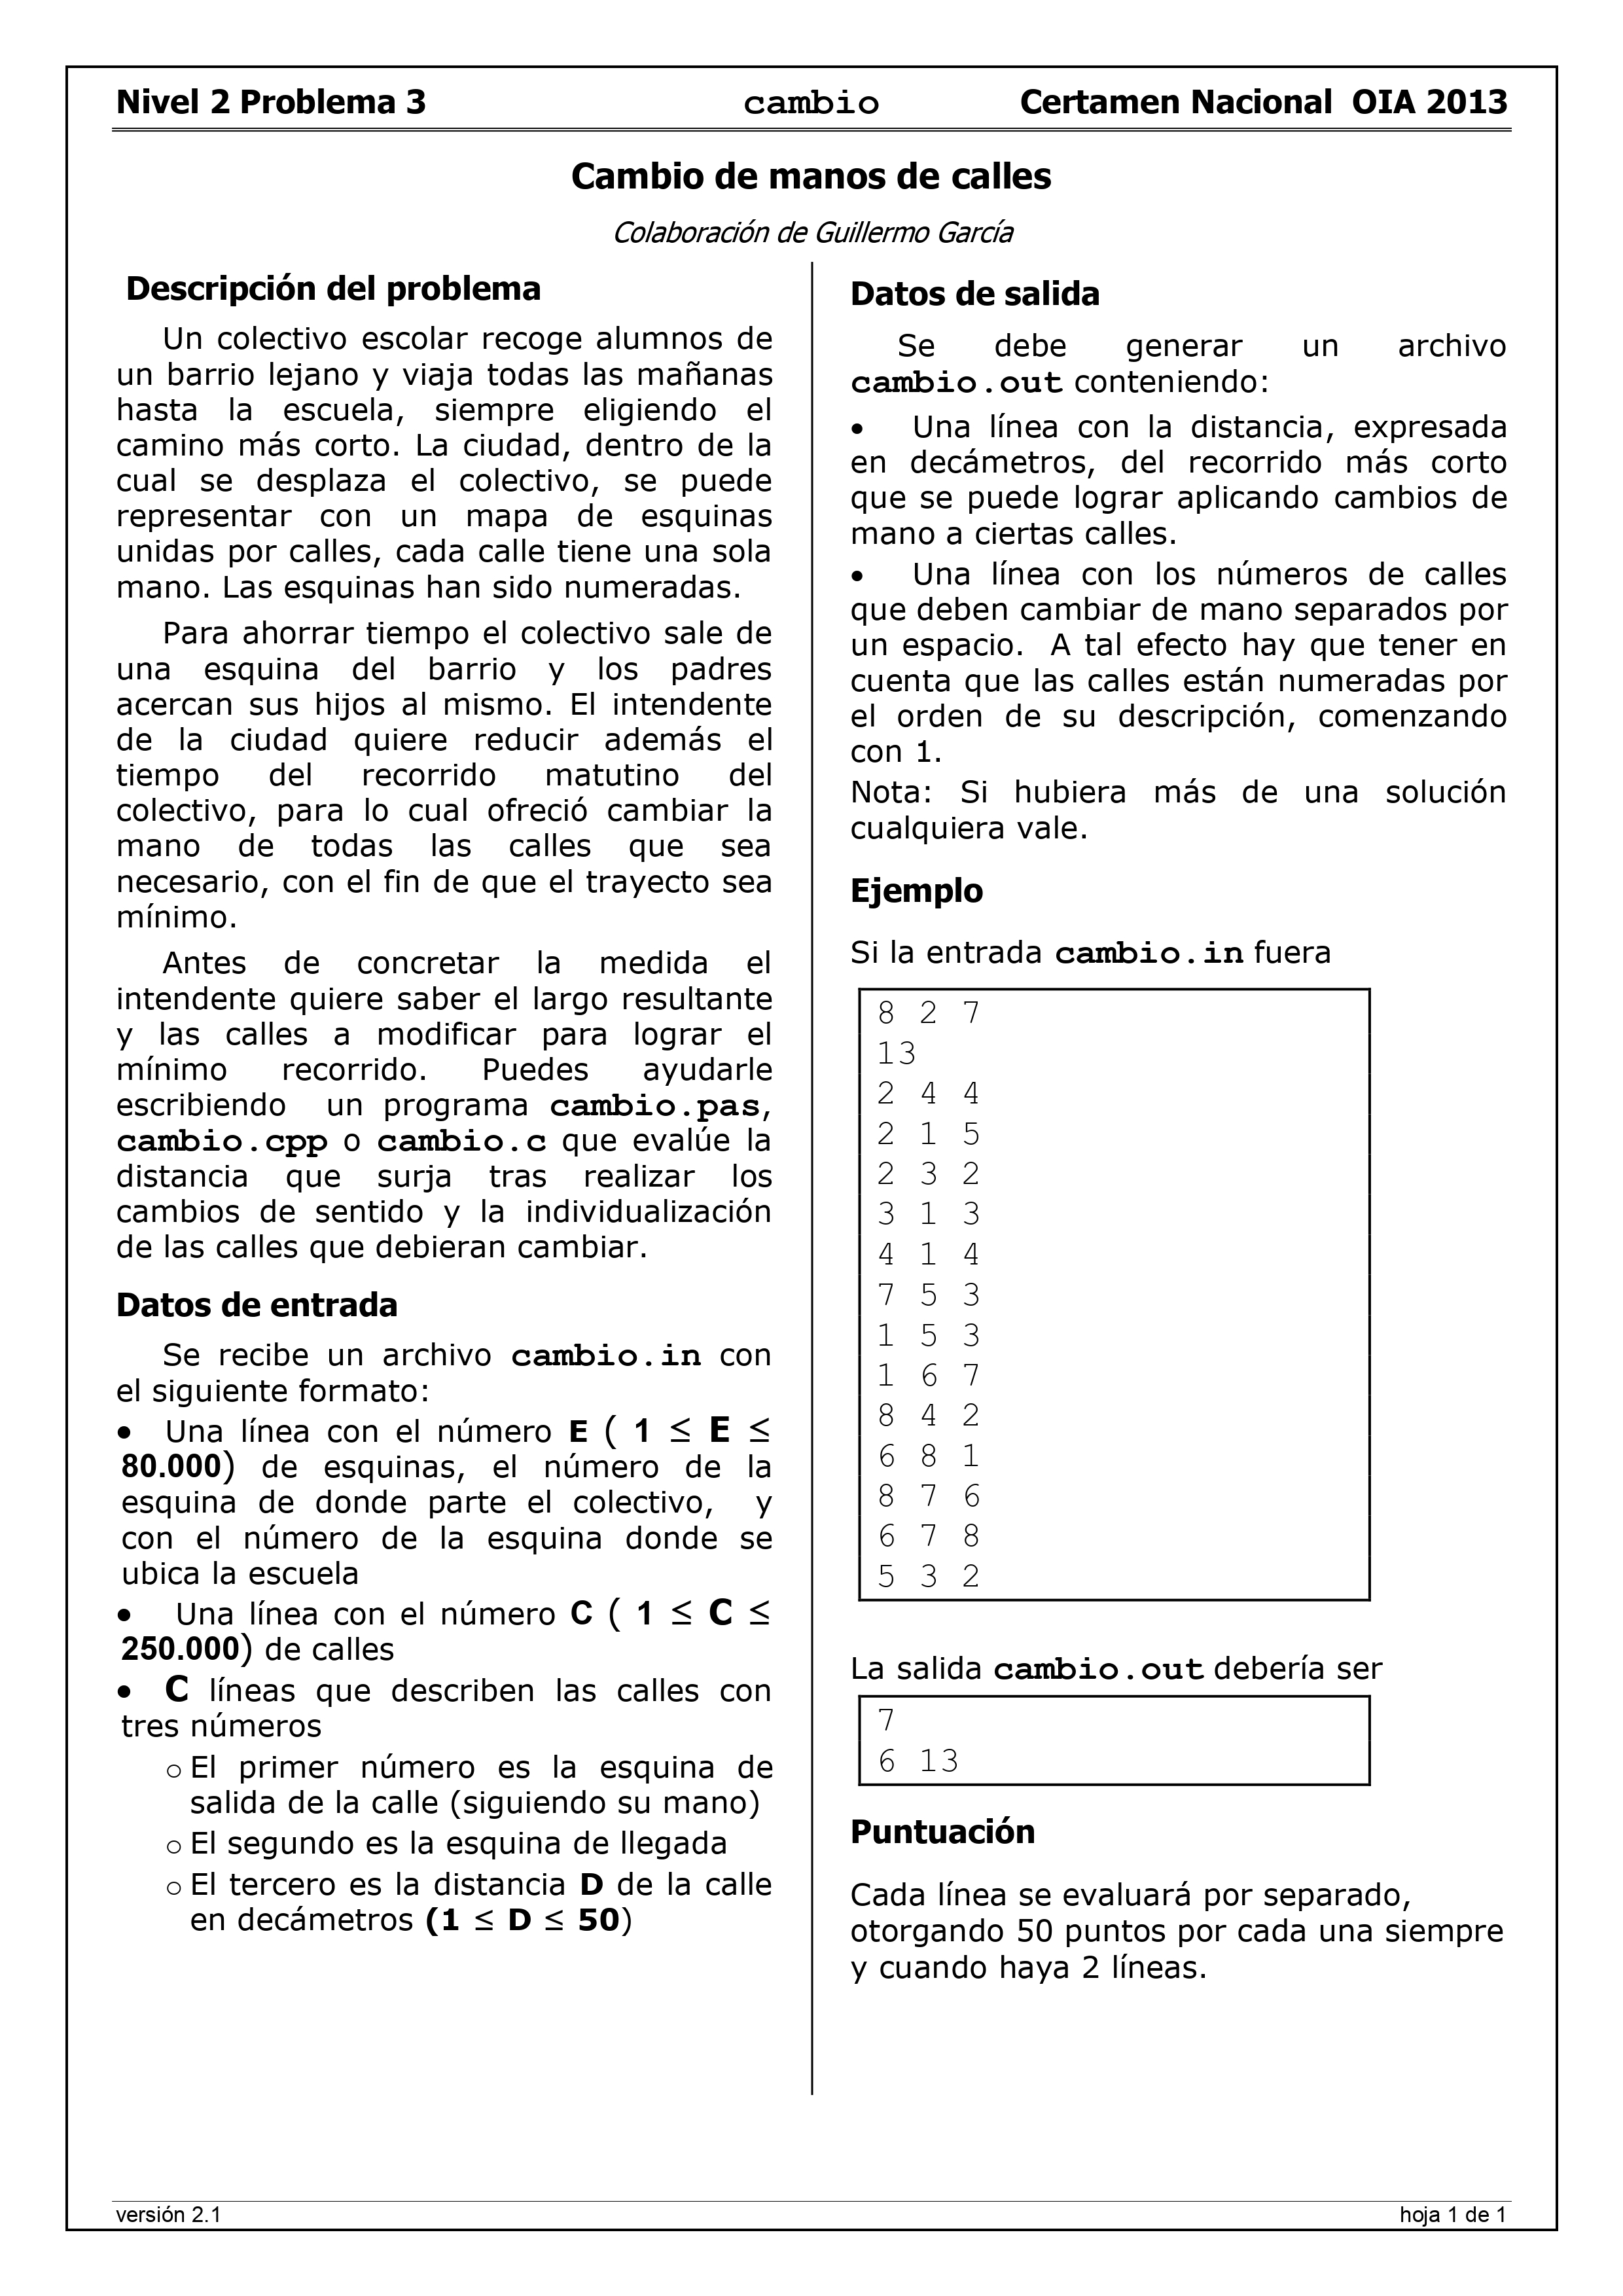 Nivel 2 Problema 3 cambio Certamen Nacional OIA 2013
Cambio de manos de calles
Colaboración de Guillermo García
Descripción del problema
Un colectivo escolar recoge alumnos de
un barrio lejano y viaja todas las mañanas
hasta la escuela, siempre eligiendo el
camino más corto. La ciudad, dentro de la
cual se desplaza el colectivo, se puede
representar con un mapa de esquinas
unidas por calles, cada calle tiene una sola
mano. Las esquinas han sido numeradas.
Para ahorrar tiempo el colectivo sale de
una esquina del barrio y los padres
acercan sus hijos al mismo. El intendente
de la ciudad quiere reducir además el
tiempo del recorrido matutino del
colectivo, para lo cual ofreció cambiar la
mano de todas las calles que sea
necesario, con el fin de que el trayecto sea
mínimo.
Antes de concretar la medida el
intendente quiere saber el largo resultante
y las calles a modificar para lograr el
mínimo recorrido. Puedes ayudarle
escribiendo un programa cambio.pas,
cambio.cpp o cambio.c que evalúe la
distancia que surja tras realizar los
cambios de sentido y la individualización
de las calles que debieran cambiar.
Datos de entrada
Se recibe un archivo cambio.in con
el siguiente formato:
• Una línea con el número E ( 1 ≤ E ≤
80.000) de esquinas, el número de la
esquina de donde parte el colectivo, y
con el número de la esquina donde se
ubica la escuela
• Una línea con el número C ( 1 ≤ C ≤
250.000) de calles
• C líneas que describen las calles con
tres números
o El primer número es la esquina de
salida de la calle (siguiendo su mano)
o El segundo es la esquina de llegada
o El tercero es la distancia D de la calle
en decámetros (1 ≤ D ≤ 50)
Datos de salida
Se debe generar un archivo
cambio.out conteniendo:
• Una línea con la distancia, expresada
en decámetros, del recorrido más corto
que se puede lograr aplicando cambios de
mano a ciertas calles.
• Una línea con los números de calles
que deben cambiar de mano separados por
un espacio. A tal efecto hay que tener en
cuenta que las calles están numeradas por
el orden de su descripción, comenzando
con 1.
Nota: Si hubiera más de una solución
cualquiera vale.
Ejemplo
Si la entrada cambio.in fuera
8 2 7
13
2 4 4
2 1 5
2 3 2
3 1 3
4 1 4
7 5 3
1 5 3
1 6 7
8 4 2
6 8 1
8 7 6
6 7 8
5 3 2
La salida cambio.out debería ser
7
6 13
Puntuación
Cada línea se evaluará por separado,
otorgando 50 puntos por cada una siempre
y cuando haya 2 líneas.
versión 2.1 hoja 1 de 1